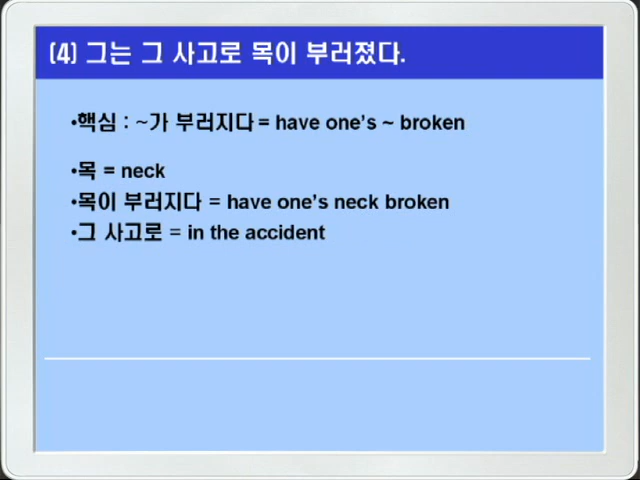 (4) 그는 그 사고로 목이 부러졌다.
•핵심 : ~가 부러지다 = have one's ~ broken
•목 = neck
•목이 부러지다 = have one's neck broken
•그 사고로 = in the accident